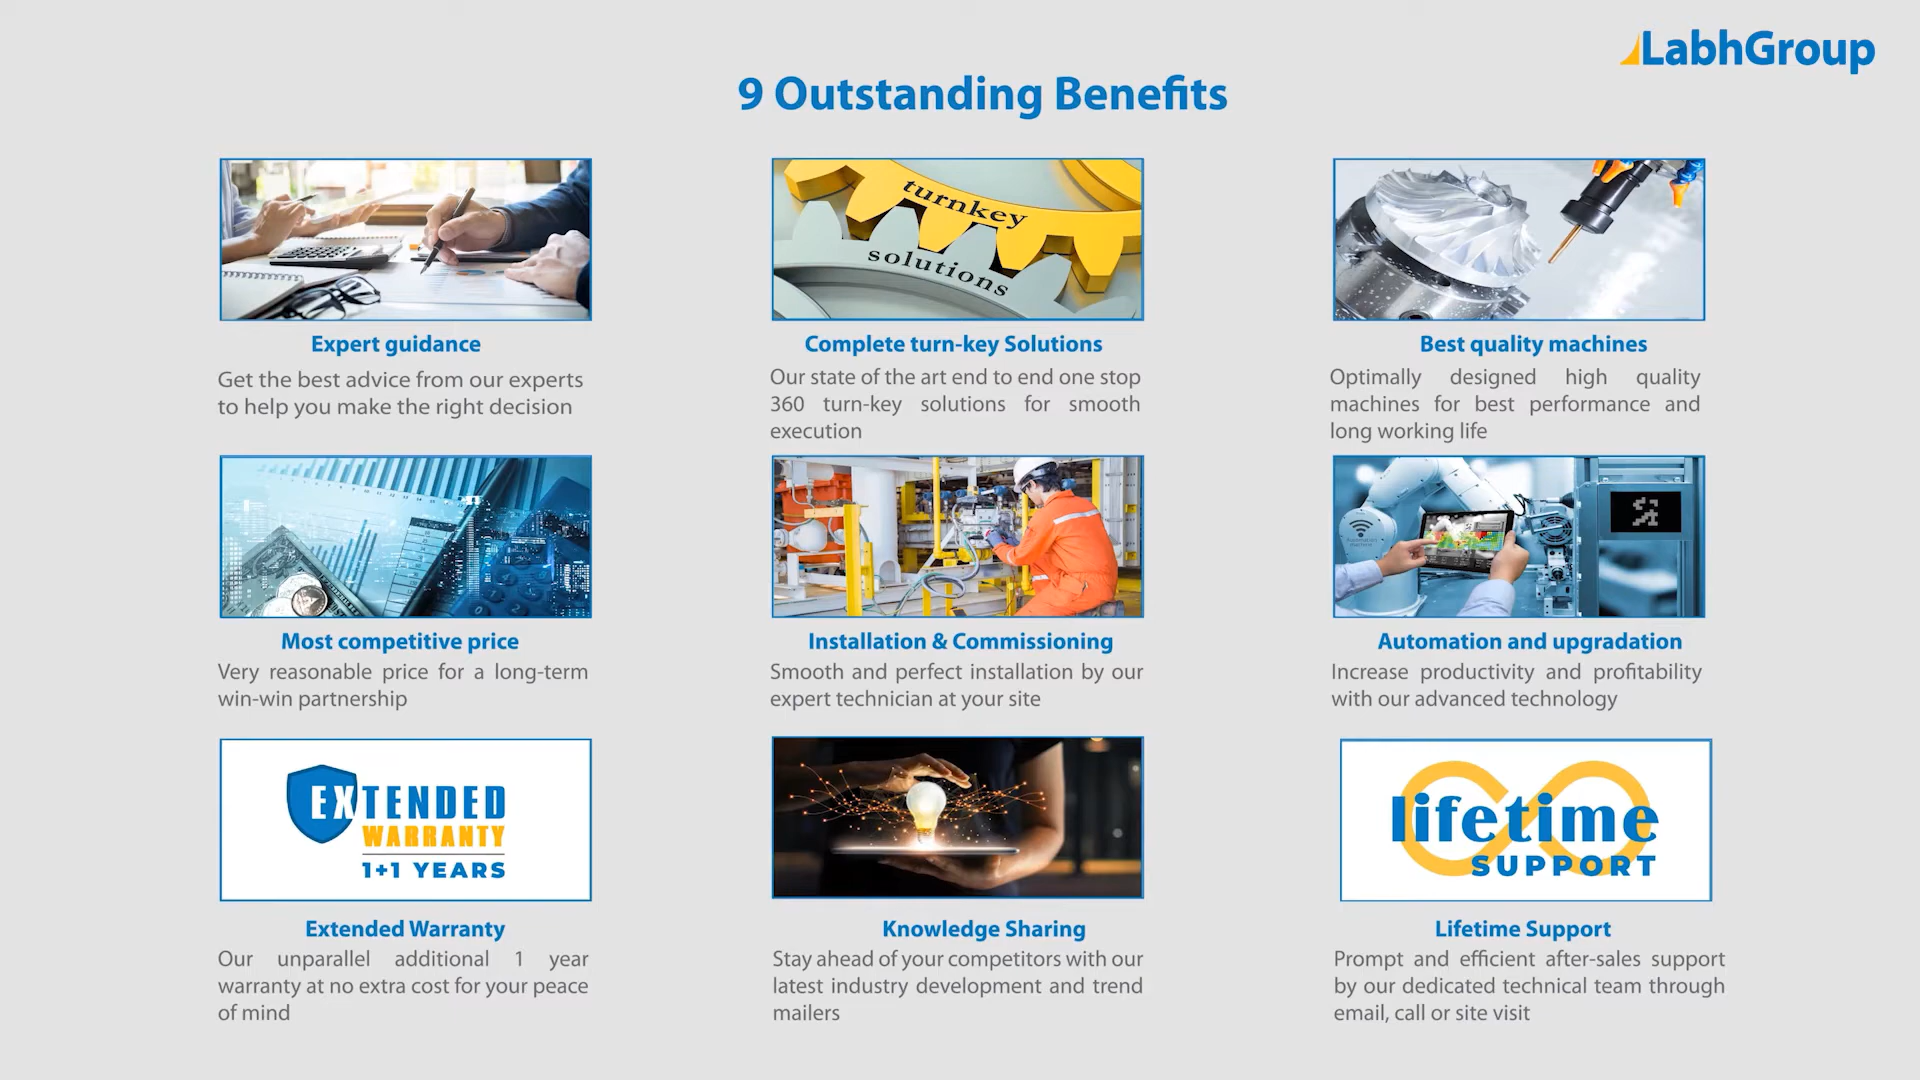 LabhGroup
9 Outstanding Benefits
turnkey
solutions
Expert guidance
Get the best advice from our experts
to help you make the right decision
Complete turn-key Solutions
Our state of the art end to end one stop
360 turn-key solutions for smooth
execution
Best quality machines
Optimally designed high quality
machines for best performance and
long working life
Most competitive price
Very reasonable price for a long-term
win-win partnership
Installation & Commissioning
Smooth and perfect installation by our
expert technician at your site
Automation and upgradation
Increase productivity and profitability
with our advanced technology
EXTENDED
WARRANTY
1+1 YEARS
lifetime
SUPPORT
Extended Warranty
Our unparallel additional 1 year
warranty at no extra cost for your peace
of mind
Knowledge Sharing
Stay ahead of your competitors with our
latest industry development and trend
mailers
Lifetime Support
Prompt and efficient after-sales support
by our dedicated technical team through
email, call or site visit